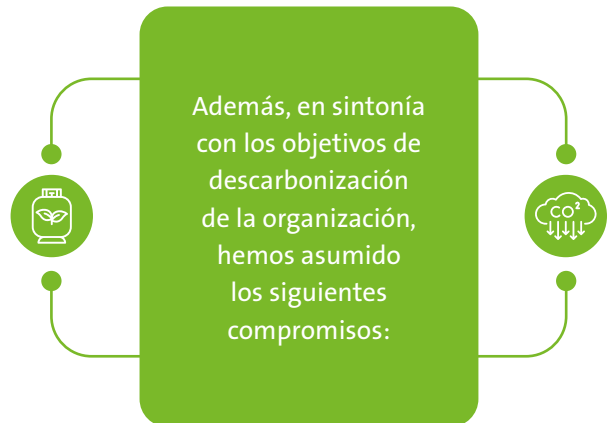 Además, en sintonía
con los objetivos de
descarbonización
de la organización,
hemos asumido
los siguientes
compromisos:
CO²